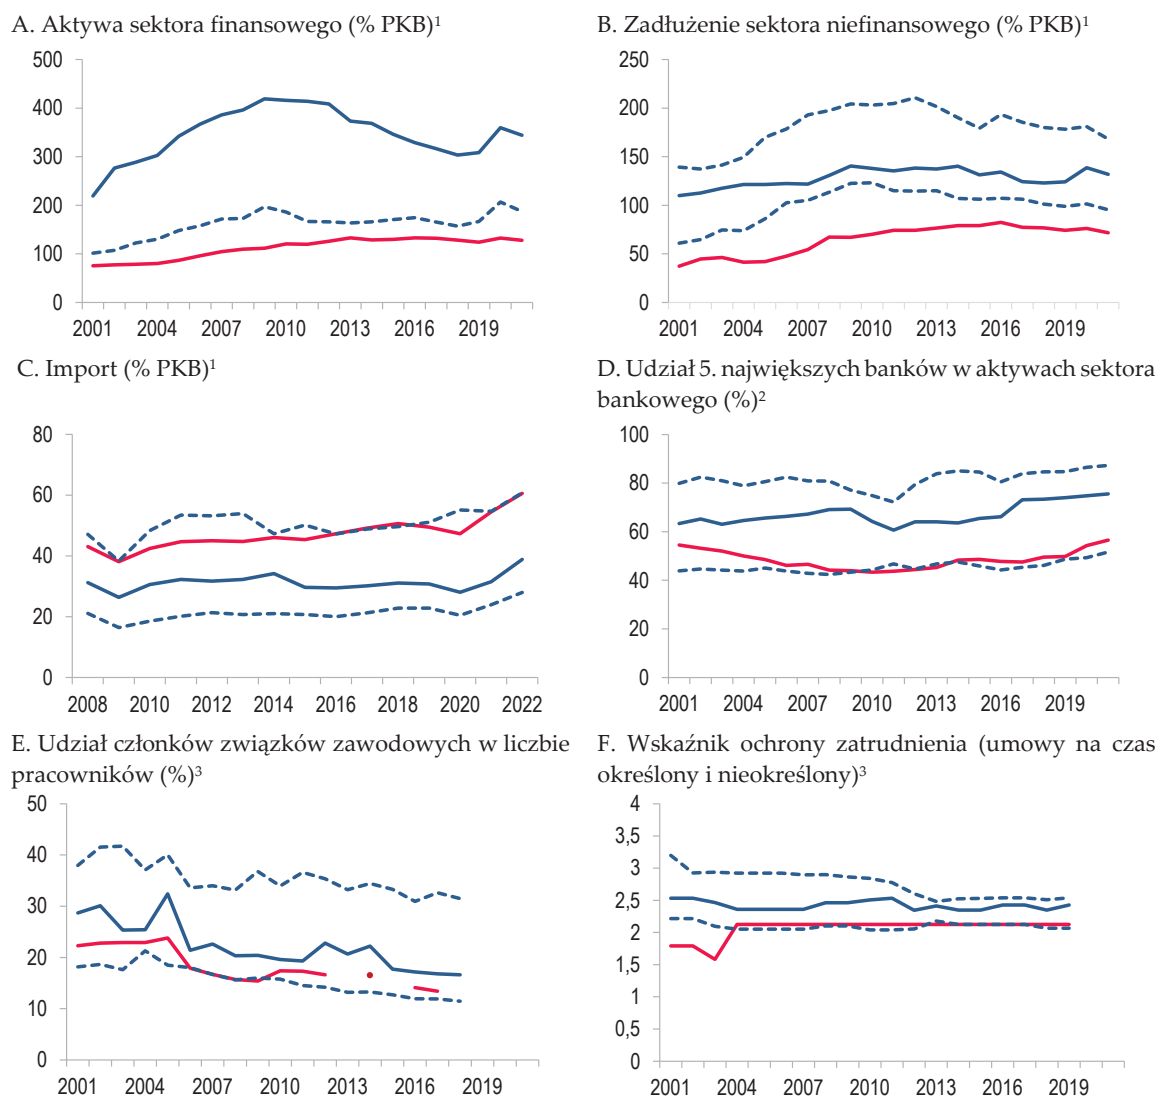 A. Aktywa sektora finansowego (% PKB)¹
500
400
300
200
100
0
2001 2004 2007 2010 2013 2016 2019
B. Zadłużenie sektora niefinansowego (% PKB)¹
250
200
150
100
50
0
2001 2004 2007 2010 2013 2016 2019
C. Import (% PKB)¹
80
60
40
20
0
2008 2010 2012 2014 2016 2018 2020 2022
D. Udział 5. największych banków w aktywach sektora
bankowego (%)²
100
80
60
40
20
0
2001 2004 2007 2010 2013 2016 2019
E. Udział członków związków zawodowych w liczbie
pracowników (%)³
50
40
30
20
10
0
2001 2004 2007 2010 2013 2016 2019
F. Wskaźnik ochrony zatrudnienia (umowy na czas
określony i nieokreślony)³
4
3,5
3
2,5
2
1,5
1
0,5
0
2001 2004 2007 2010 2013 2016 2019